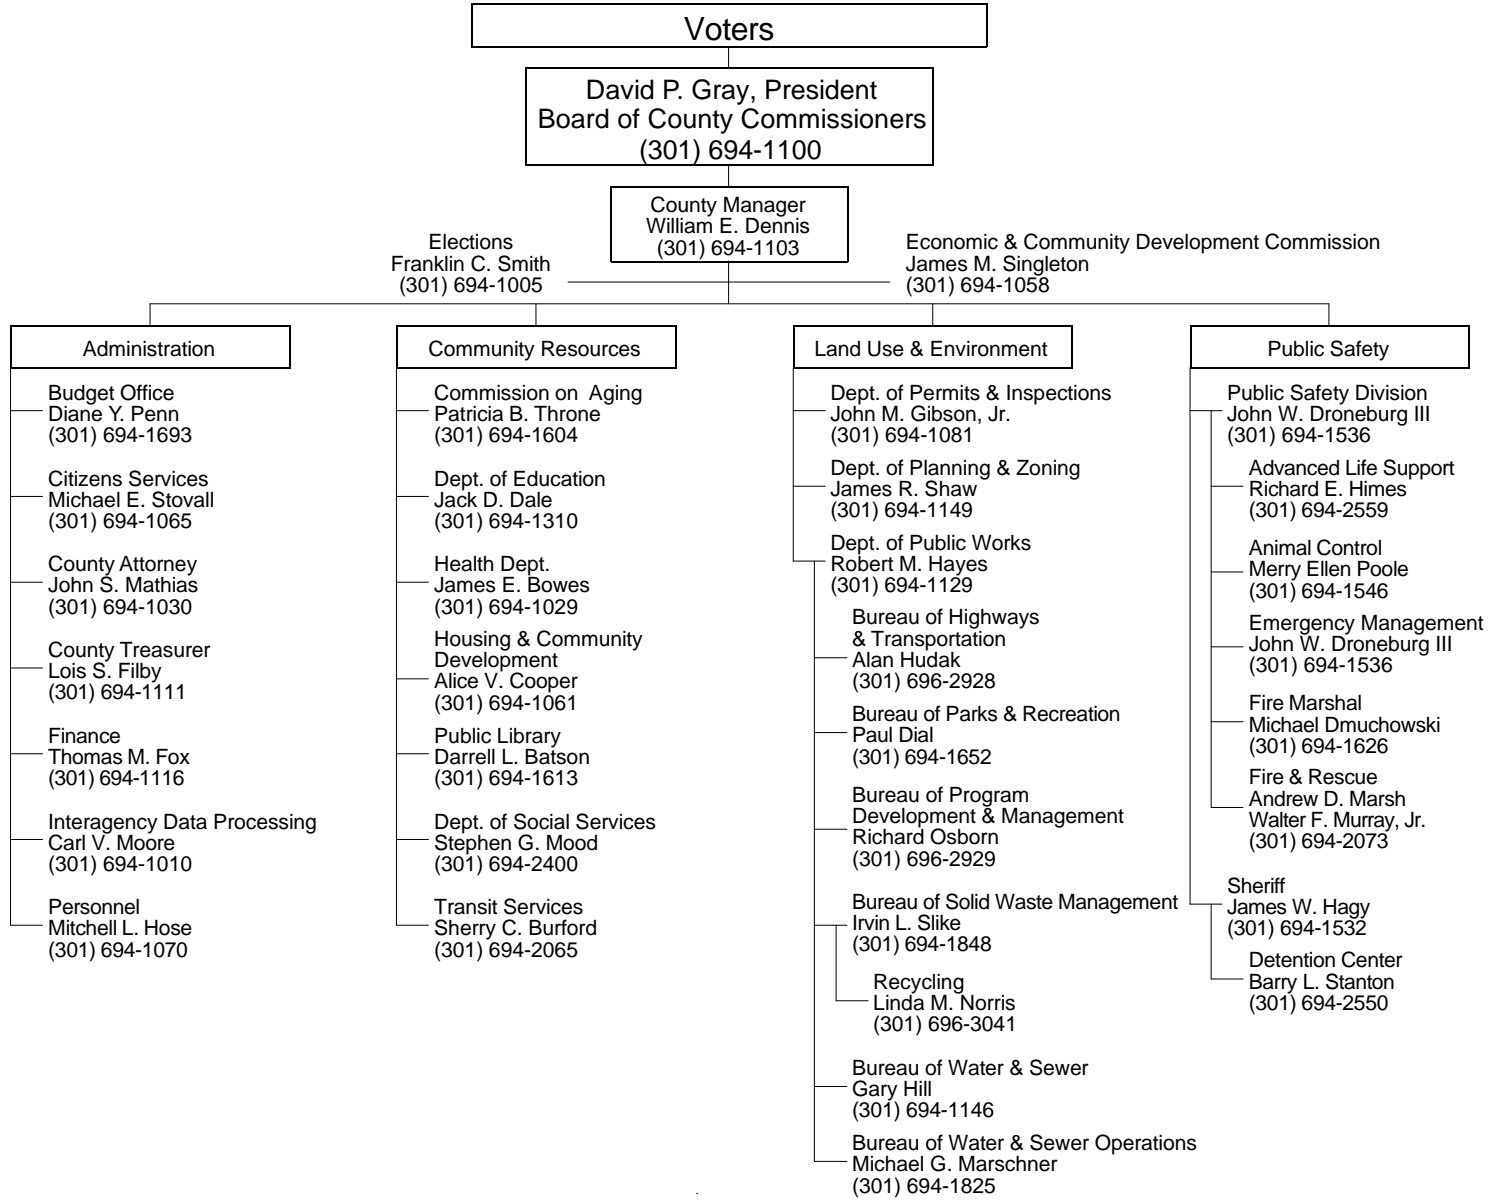 Voters
David P. Gray, President
Board of County Commissioners
(301) 694-1100
County Manager
William E. Dennis
(301) 694-1103
Elections
Franklin C. Smith
(301) 694-1005
Economic & Community Development Commission
James M. Singleton
(301) 694-1058
Administration
Budget Office
Diane Y. Penn
(301) 694-1693
Citizens Services
Michael E. Stovall
(301) 694-1065
County Attorney
John S. Mathias
(301) 694-1030
County Treasurer
Lois S. Filby
(301) 694-1111
Finance
Thomas M. Fox
(301) 694-1116
Interagency Data Processing
Carl V. Moore
(301) 694-1010
Personnel
Mitchell L. Hose
(301) 694-1070
Community Resources
Commission on Aging
Patricia B. Throne
(301) 694-1604
Dept. of Education
Jack D. Dale
(301) 694-1310
Health Dept.
James E. Bowes
(301) 694-1029
Housing & Community
Development
Alice V. Cooper
(301) 694-1061
Public Library
Darrell L. Batson
(301) 694-1613
Dept. of Social Services
Stephen G. Mood
(301) 694-2400
Transit Services
Sherry C. Burford
(301) 694-2065
Land Use & Environment
Dept. of Permits & Inspections
John M. Gibson, Jr.
(301) 694-1081
Dept. of Planning & Zoning
James R. Shaw
(301) 694-1149
Dept. of Public Works
Robert M. Hayes
(301) 694-1129
Bureau of Highways
& Transportation
Alan Hudak
(301) 696-2928
Bureau of Parks & Recreation
Paul Dial
(301) 694-1652
Bureau of Program
Development & Management
Richard Osborn
(301) 696-2929
Bureau of Solid Waste Management
Irvin L. Slike
(301) 694-1848
Recycling
Linda M. Norris
(301) 696-3041
Bureau of Water & Sewer
Gary Hill
(301) 694-1146
Bureau of Water & Sewer Operations
Michael G. Marschner
(301) 694-1825
Public Safety
Public Safety Division
John W. Droneburg III
(301) 694-1536
Advanced Life Support
Richard E. Himes
(301) 694-2559
Animal Control
Merry Ellen Poole
(301) 694-1546
Emergency Management
John W. Droneburg III
(301) 694-1536
Fire Marshal
Michael Dmuchowski
(301) 694-1626
Fire & Rescue
Andrew D. Marsh
Walter F. Murray, Jr.
(301) 694-2073
Sheriff
James W. Hagy
(301) 694-1532
Detention Center
Barry L. Stanton
(301) 694-2550